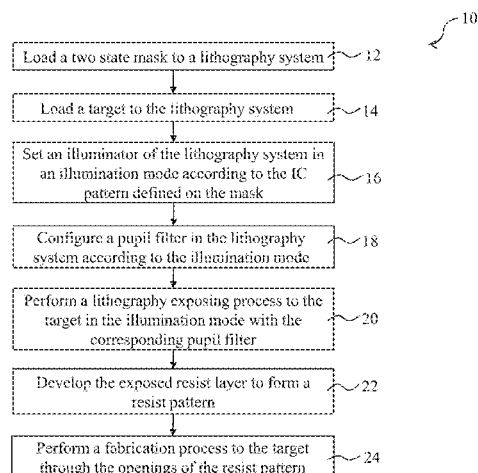 10
Load a two state mask to a lithography system
12
Load a target to the lithography system
14
Set an illuminator of the lithography system in
an illumination mode according to the IC
pattern defined on the mask
16
Configure a pupil filter in the lithography
system according to the illumination mode
18
Perform a lithography exposing process to the
target in the illumination mode with the
corresponding pupil filter
20
Develop the exposed resist layer to form a
resist pattern
22
Perform a fabrication process to the target
through the openings of the resist pattern
24